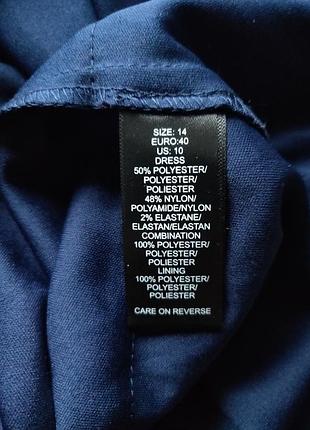 SIZE: 14
EURO:40
US: 10
DRESS
50% POLYESTER/
POLYESTER/
POLIESTER
48% NYLON/
POLYAMIDE/NYLON
2% ELASTANE/
ELASTAN/ELASTAN
COMBINATION
100% POLYESTER/
POLYESTER/
POLIESTER
LINING
100% POLYESTER/
POLYESTER/
POLIESTER
CARE ON REVERSE